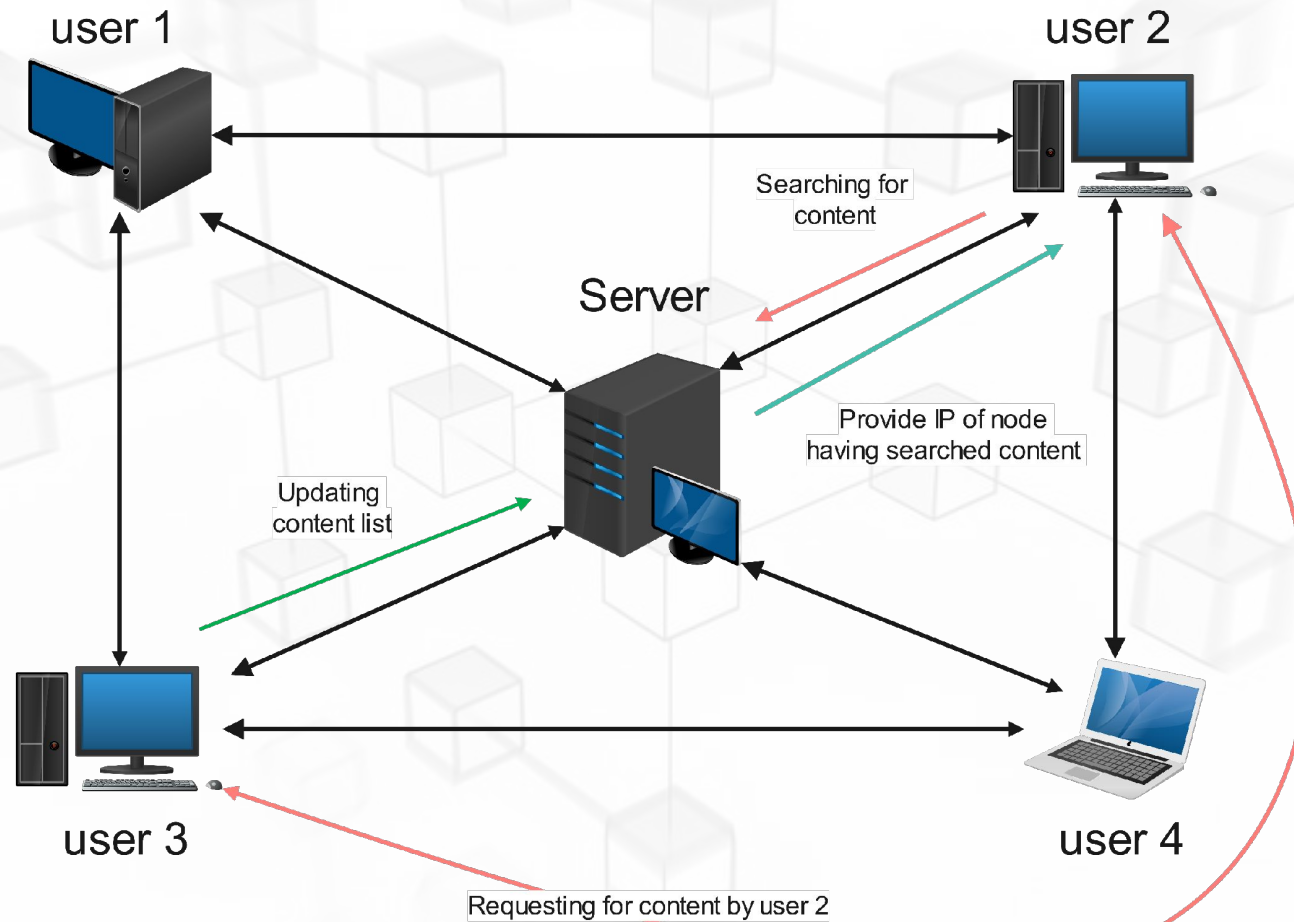 user 1
user 2
Searching for
content
Server
Provide IP of node
having searched content
Updating
content list
user 3
user 4
Requesting for content by user 2